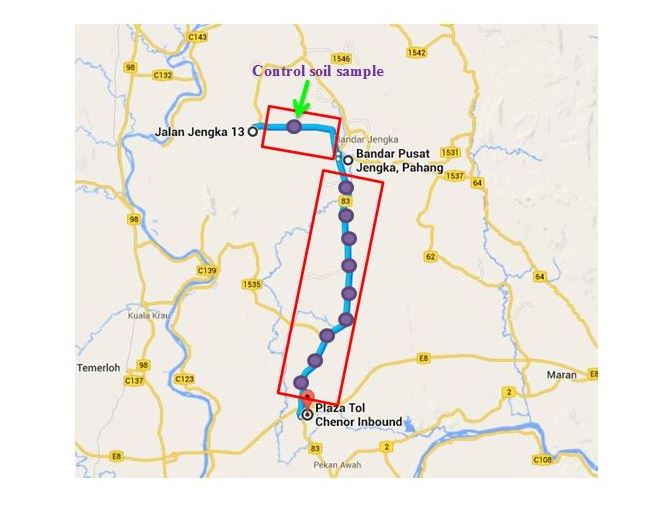 C143
98
C132
1546
1542
Control soil sample
Jalan Jengka 13
Bandar Jengka
Bandar Pusat
Jengka, Pahang
1531
1537
64
83
98
62
C139
1535
64
Kuala Krau
Temerloh
98
C137
C123
E8
Maran
E8
2
Plaza Tol
Chenor Inbound
83
2
E8
Pekan Awah
C108